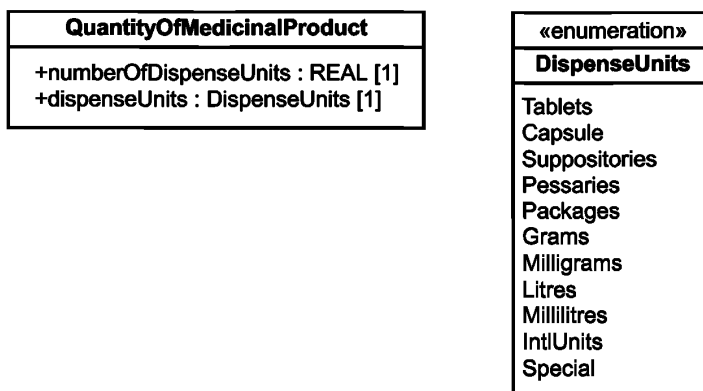 QuantityOfMedicinalProduct
+numberOfDispenseUnits : REAL [1]
+dispenseUnits : DispenseUnits [1]
«enumeration»
DispenseUnits
Tablets
Capsule
Suppositories
Pessaries
Packages
Grams
Milligrams
Litres
Millilitres
IntlUnits
Special